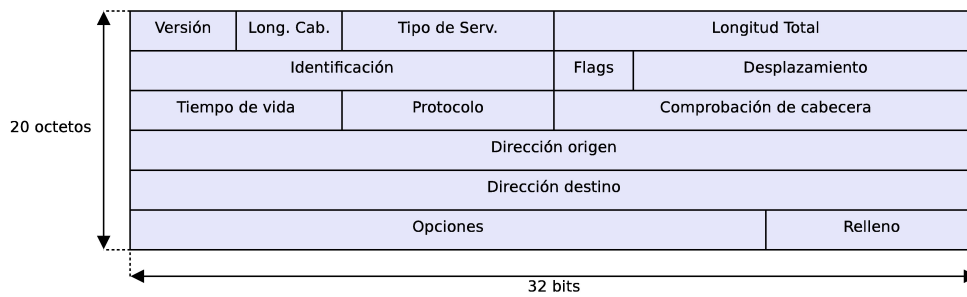 Versión Long. Cab. Tipo de Serv. Longitud Total
Identificación Flags Desplazamiento
Tiempo de vida Protocolo Comprobación de cabecera
20 octetos
Dirección origen
Dirección destino
Opciones Relleno
32 bits